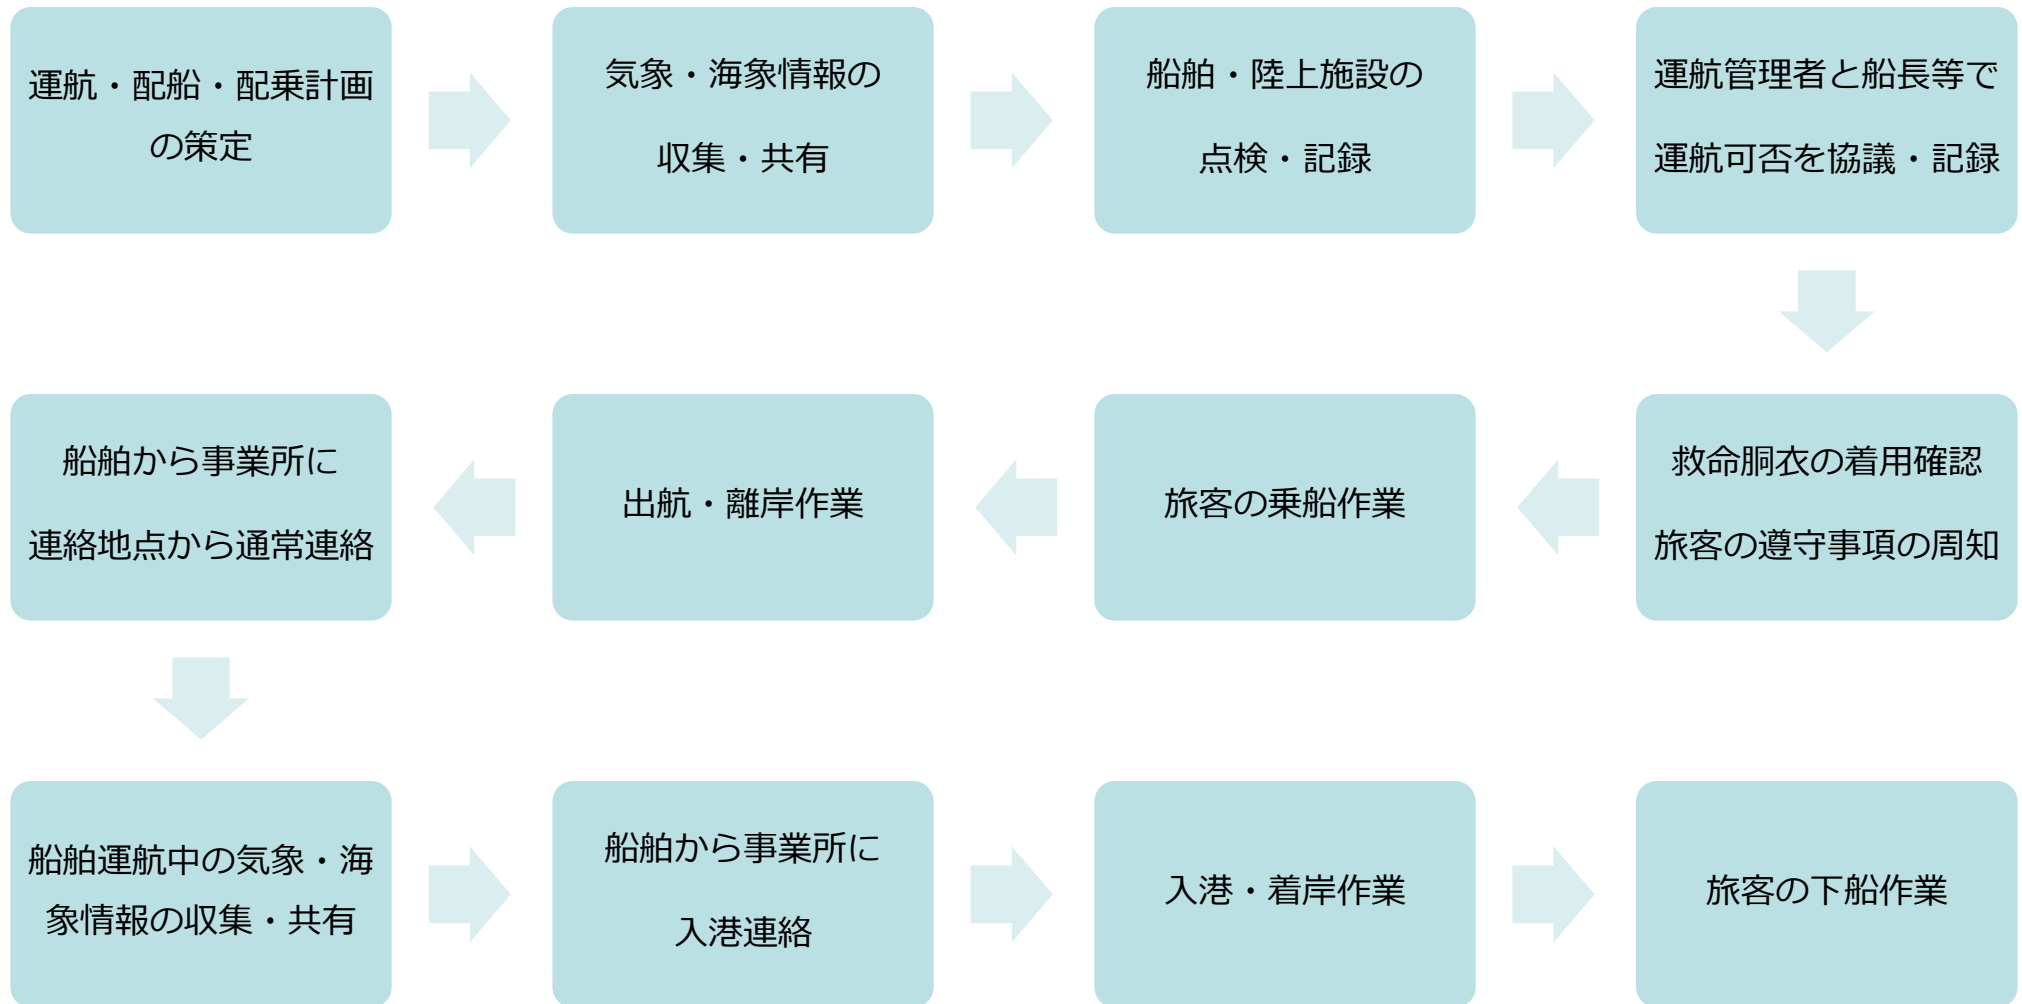 運航・配船・配乗計画
の策定
気象・海象情報の
収集・共有
船舶・陸上施設の
点検・記録
運航管理者と船長等で
運航可否を協議・記録
救命胴衣の着用確認
旅客の遵守事項の周知
旅客の乗船作業
出航・離岸作業
船舶から事業所に
連絡地点から通常連絡
船舶運航中の気象・海
象情報の収集・共有
船舶から事業所に
入港連絡
入港・着岸作業
旅客の下船作業